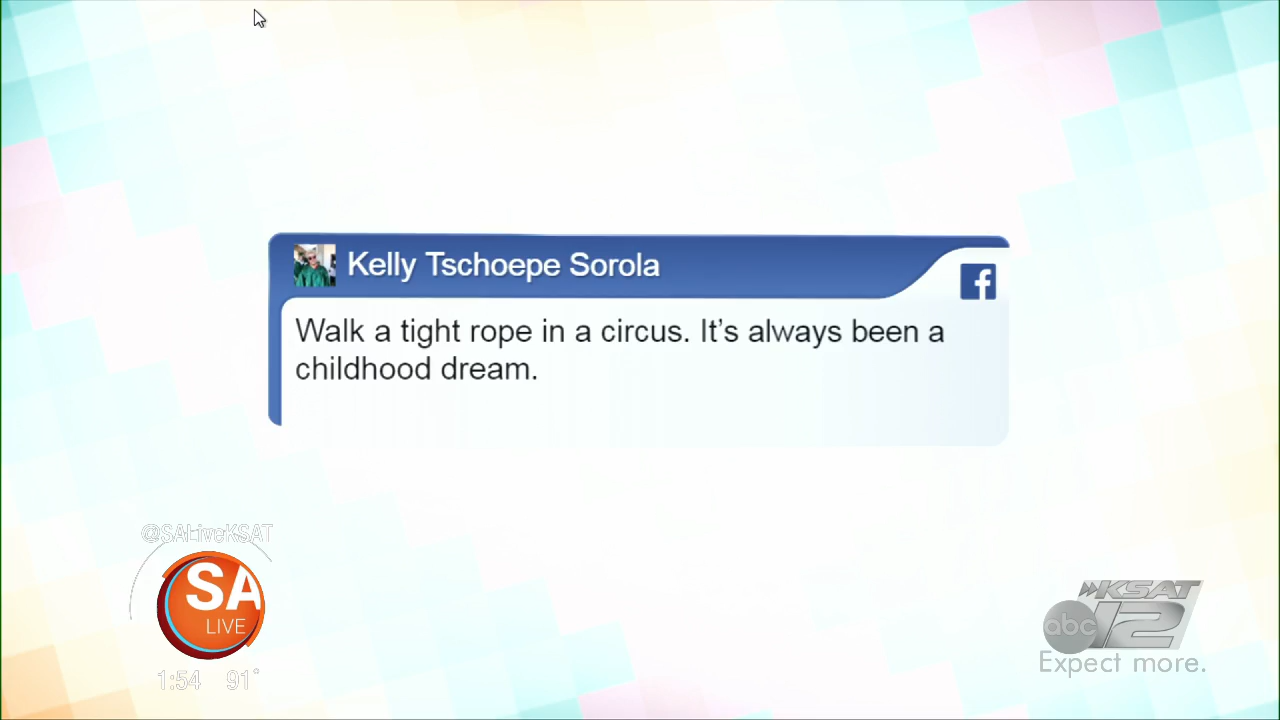 Kelly Tschoepe Sorola
f
Walk a tight rope in a circus. It’s always been a
childhood dream.
@SALiveKSAT
SA
LIVE
1:54 91°
KSAT
abc 12
Expect more.